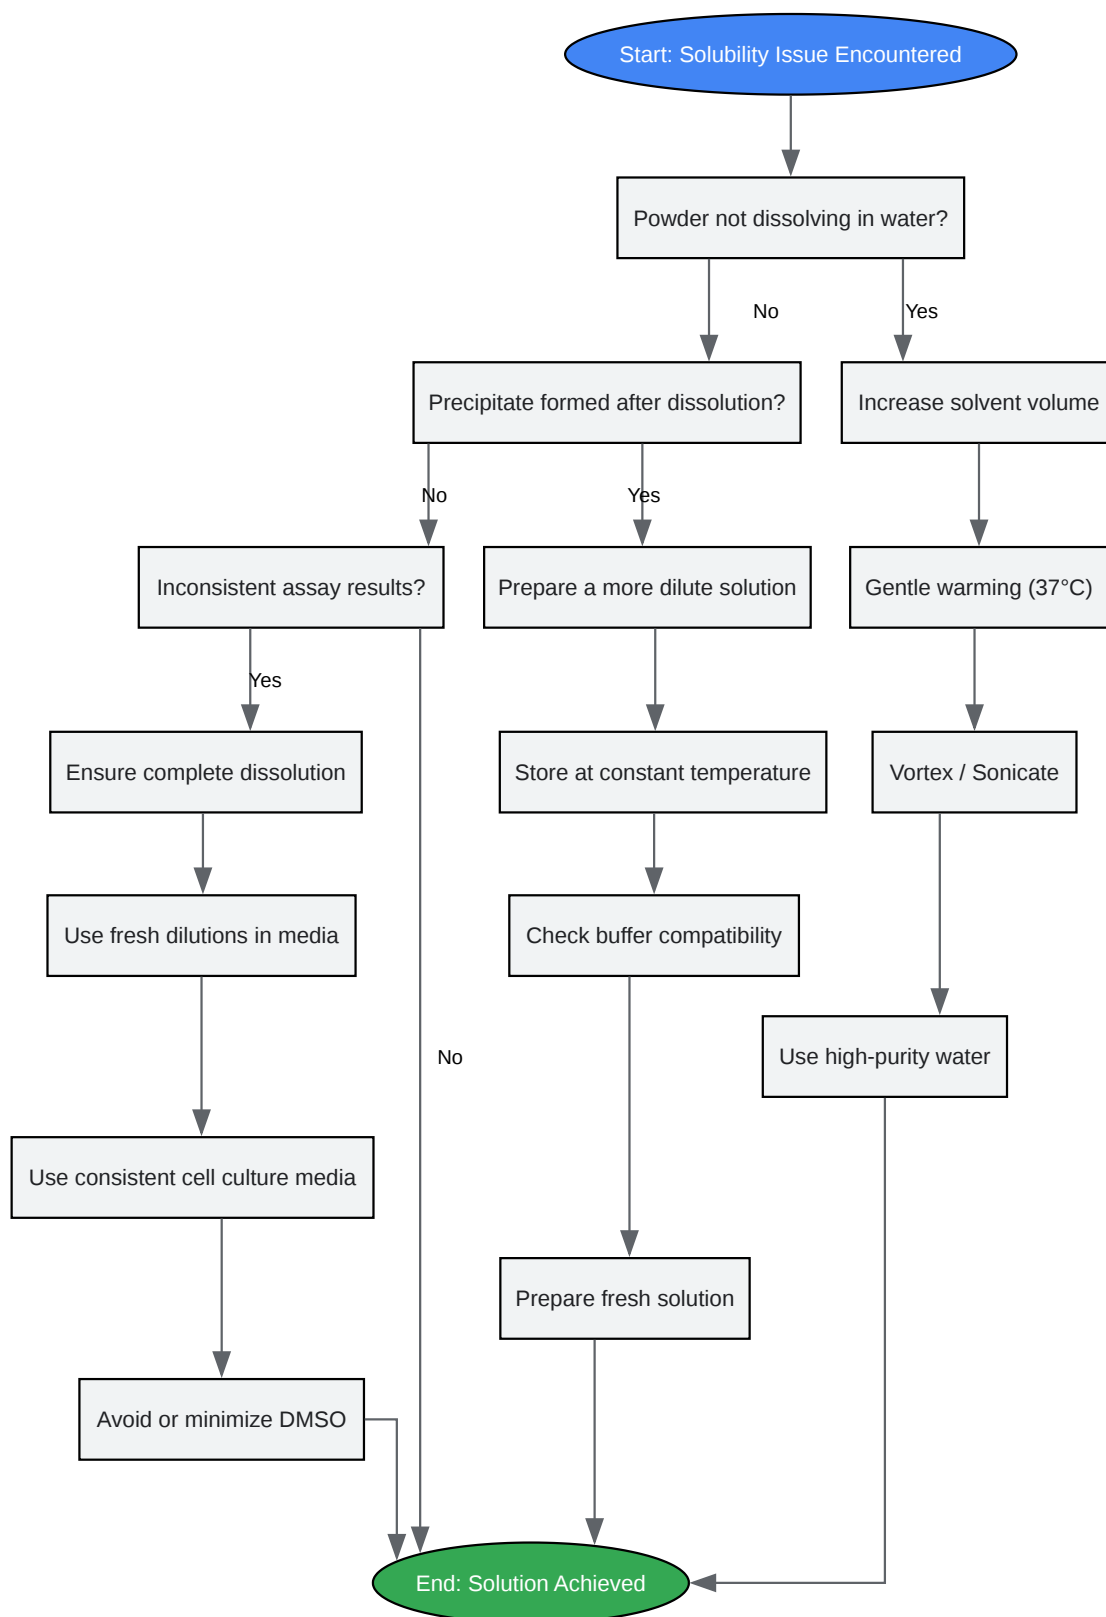 Start: Solubility Issue Encountered
Powder not dissolving in water?
No
Yes
Precipitate formed after dissolution?
Increase solvent volume
No
Yes
Inconsistent assay results?
Prepare a more dilute solution
Gentle warming (37°C)
Yes
Ensure complete dissolution
Store at constant temperature
Vortex / Sonicate
Use fresh dilutions in media
Check buffer compatibility
No
Use high-purity water
Use consistent cell culture media
Prepare fresh solution
Avoid or minimize DMSO
End: Solution Achieved